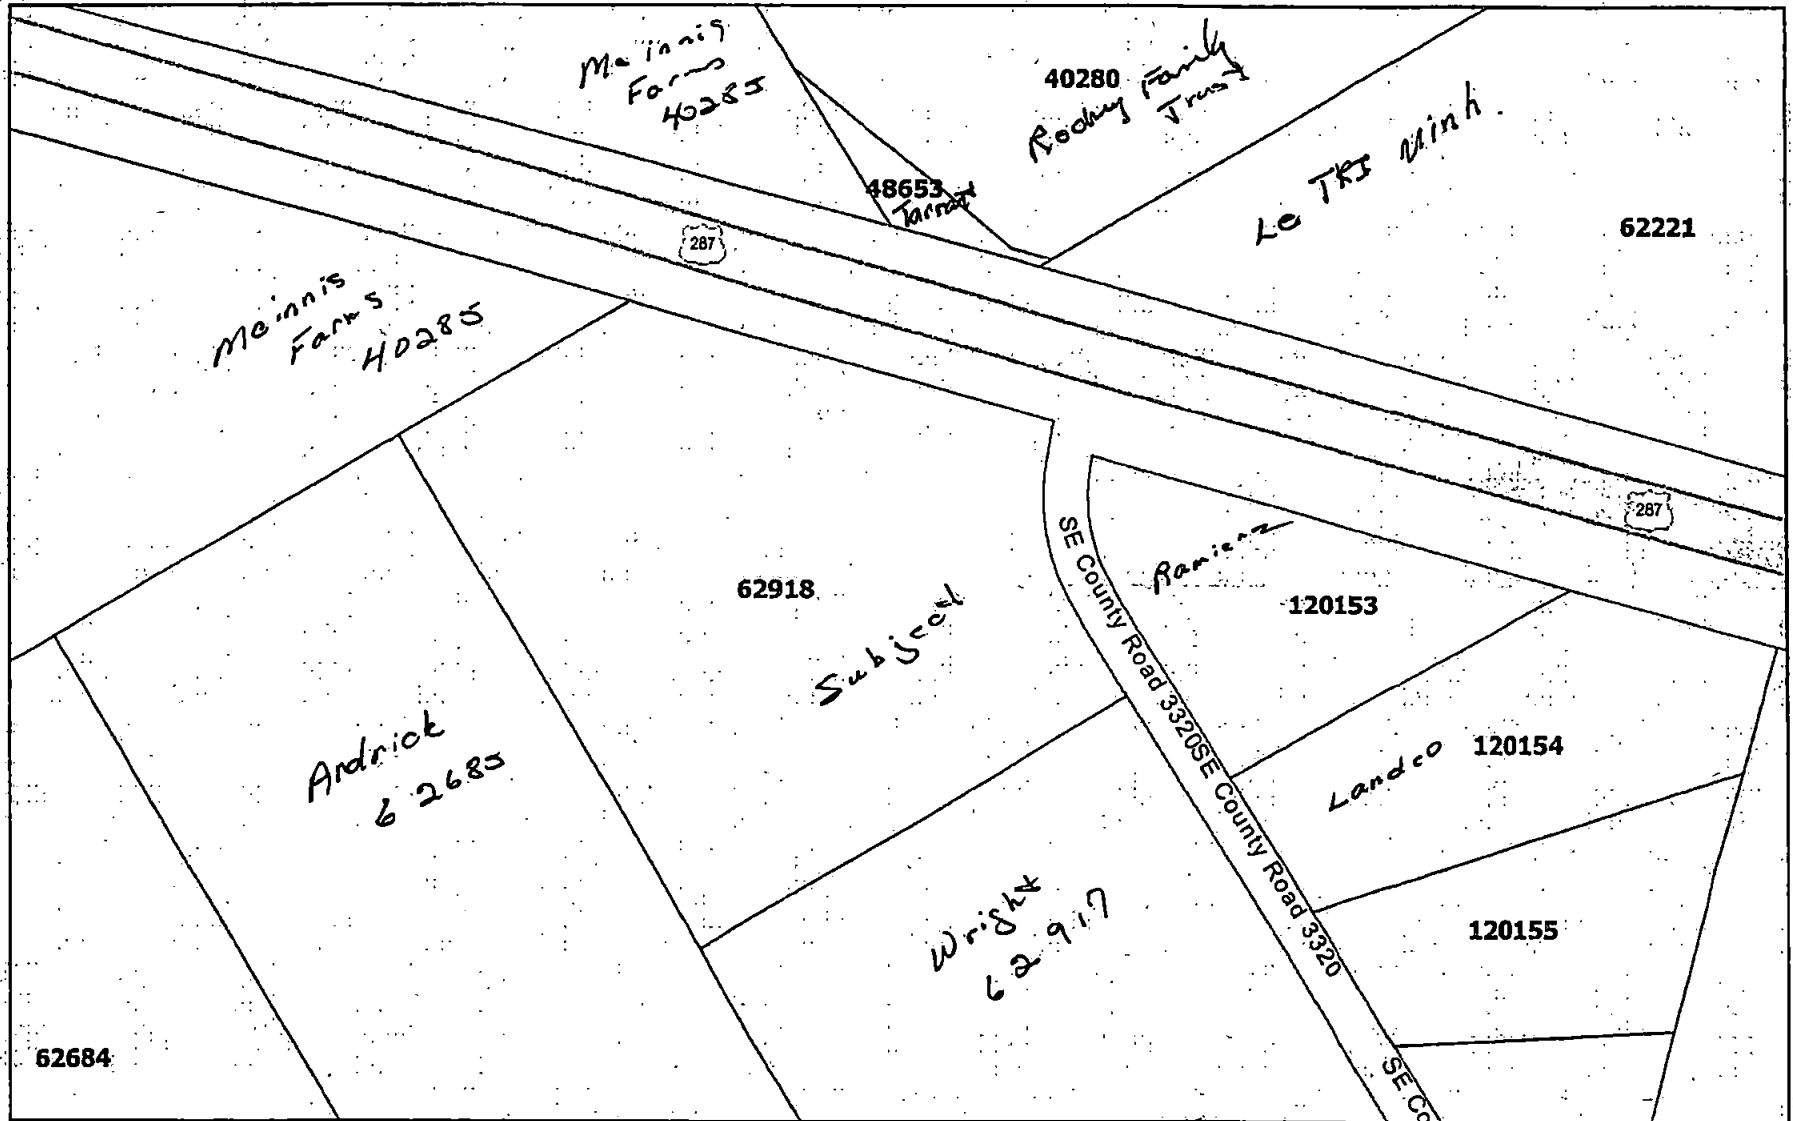 Mcinnis
Farms
40285
40280
Rodney Family
Trust
48653
Tarrant
Le TRI Minh.
62221
287
Mcinnis
Farms
40285
287
62918
Subject
SE County Road 3320
SE County Road 3320
SE Co
120153
Landco
120154
Ardrick
62685
Wright
62917
120155
62684